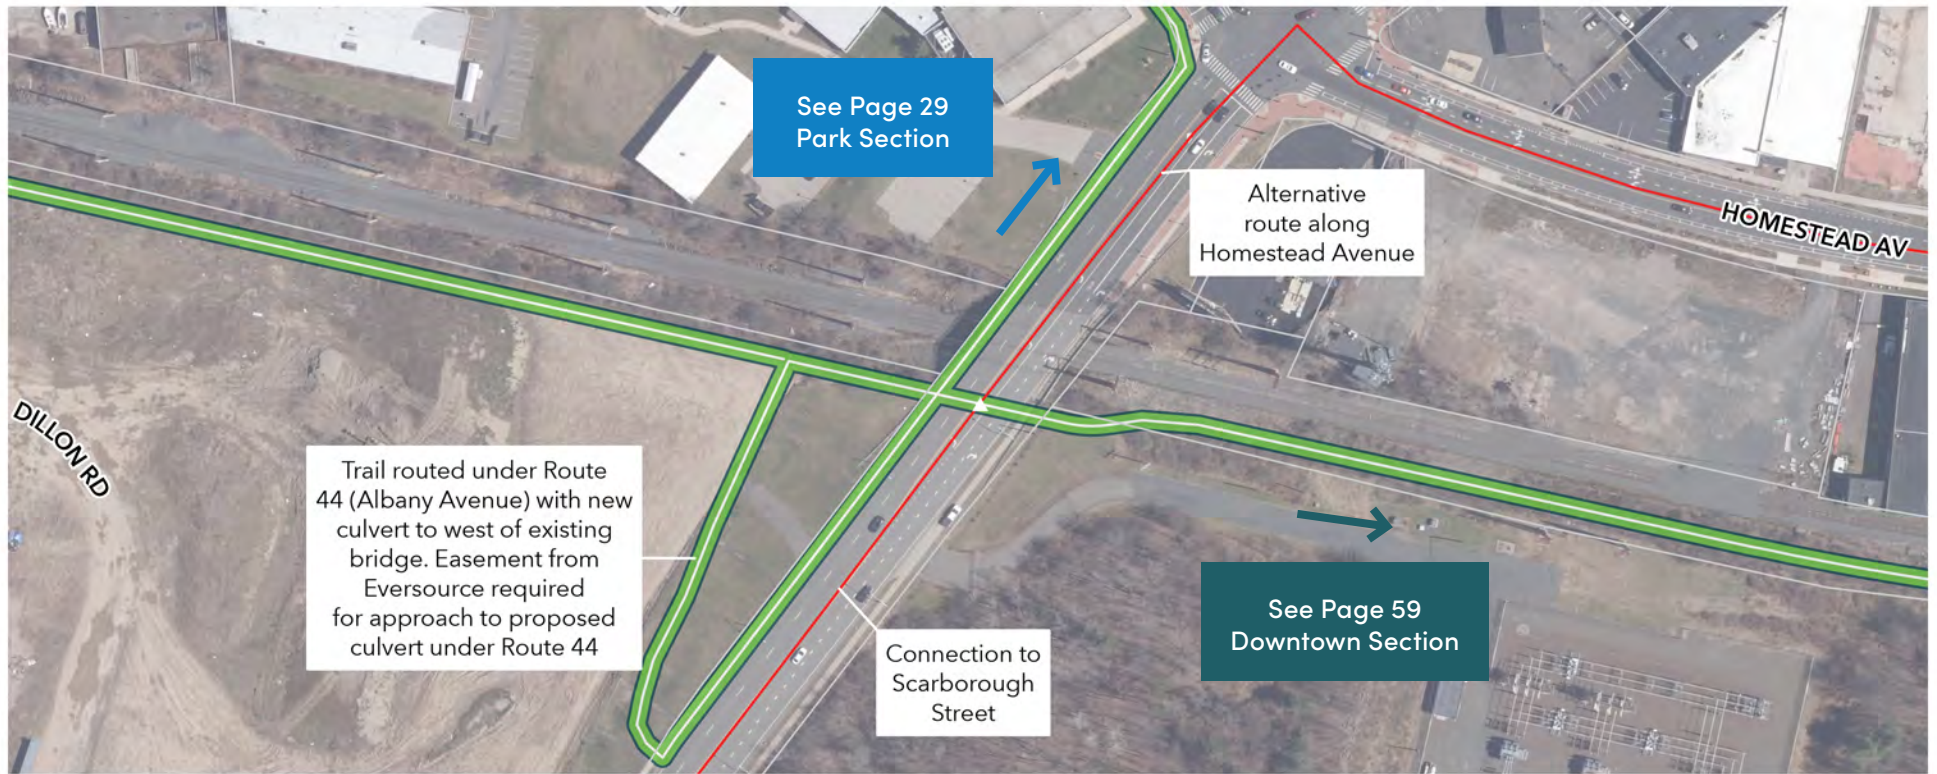 See Page 29
Park Section
Alternative
route along
Homestead Avenue
HOMESTEAD AV
DILLON RD
Trail routed under Route
44 (Albany Avenue) with new
culvert to west of existing
bridge. Easement from
Eversource required
for approach to proposed
culvert under Route 44
See Page 59
Downtown Section
Connection to
Scarborough
Street